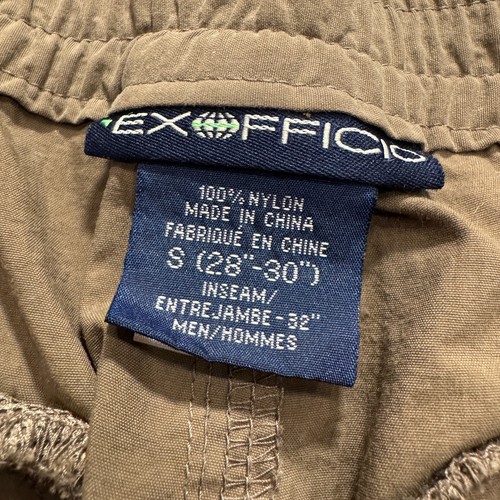 EXOFFICIO
100% NYLON
MADE IN CHINA
FABRIQUÉ EN CHINE
S (28"-30")
INSEAM/
ENTREJAMBE - 32"
MEN/HOMMES